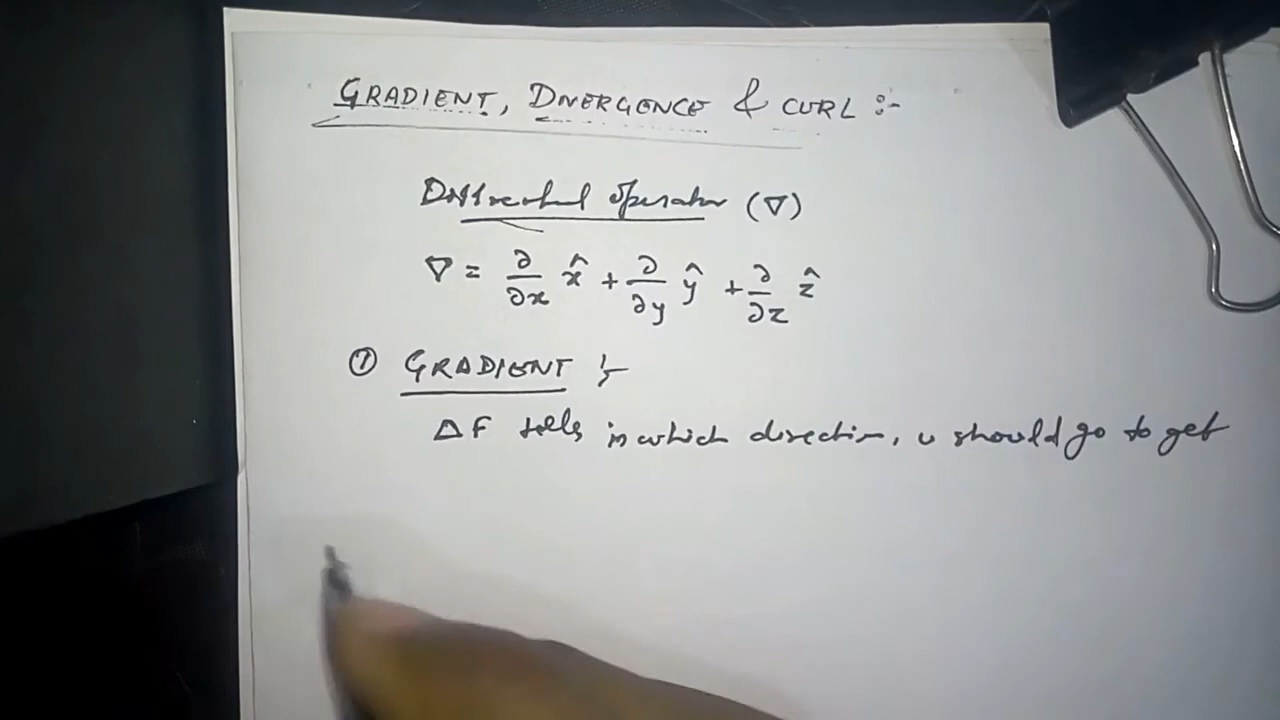 GRADIENT, DIVERGENCE & CURL :-
Differential operator (∇)
∇ = ∂/∂x x̂ + ∂/∂y ŷ + ∂/∂z ẑ
① GRADIENT :-
ΔF tells in which direction, u should go to get